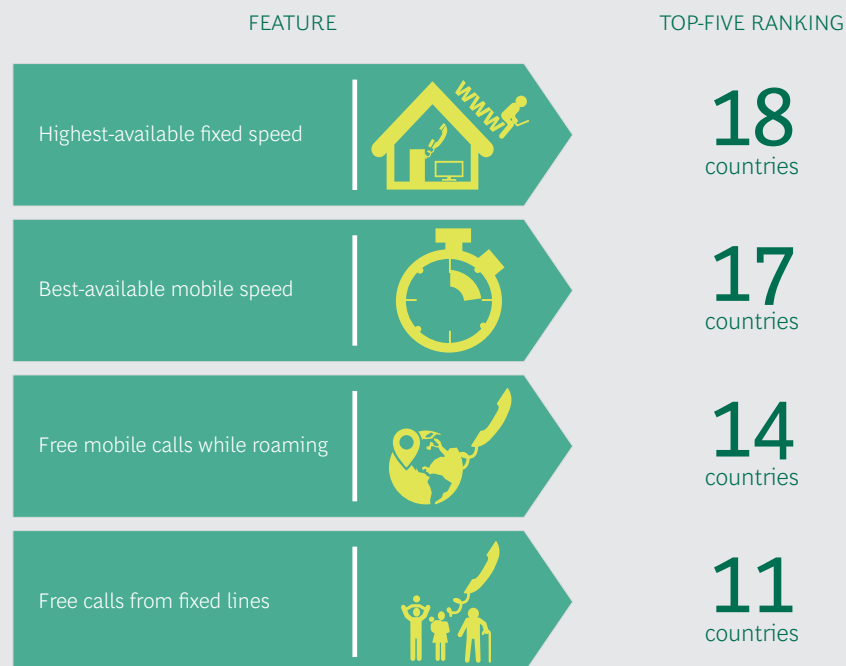 FEATURE TOP-FIVE RANKING
Highest-available fixed speed
www
18
countries
Best-available mobile speed
17
countries
Free mobile calls while roaming
14
countries
Free calls from fixed lines
11
countries